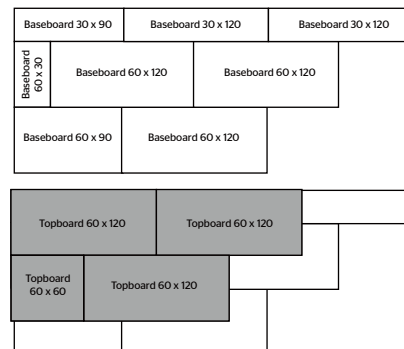 Baseboard 30 x 90 Baseboard 30 x 120 Baseboard 30 x 120
Baseboard
60 x 30
Baseboard 60 x 120 Baseboard 60 x 120
Baseboard 60 x 90 Baseboard 60 x 120
Topboard 60 x 120 Topboard 60 x 120
Topboard
60 x 60
Topboard 60 x 120